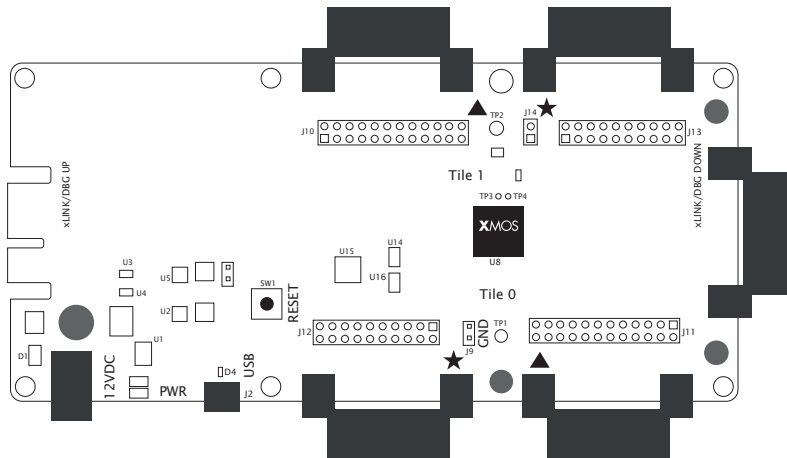 J10
TP2
J14
J13
xLINK/DBG UP
xLINK/DBG DOWN
Tile 1
TP3
TP4
XMOS
U8
U3
U5
U4
U2
U15
U14
U16
SW1
RESET
Tile 0
J12
J9
GND
TP1
J11
D1
U1
12VDC
PWR
D4
USB
J2